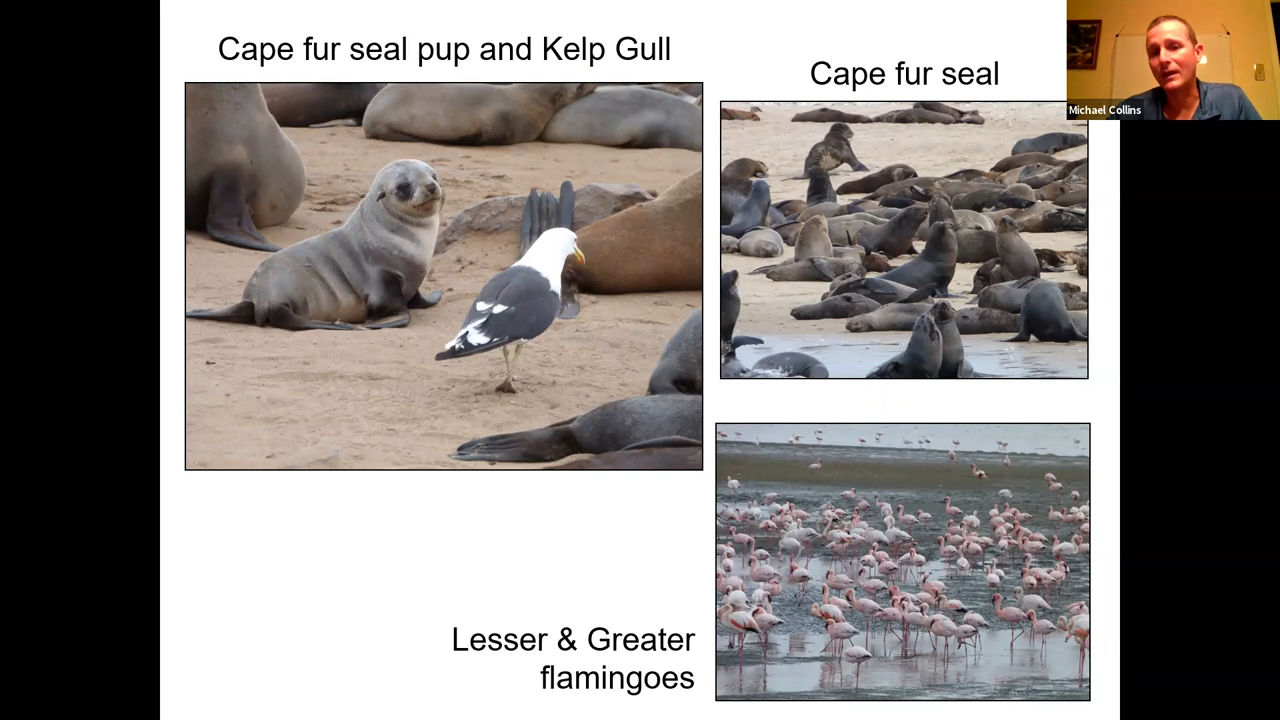 Cape fur seal pup and Kelp Gull
Cape fur seal
Michael Collins
Lesser & Greater
flamingoes